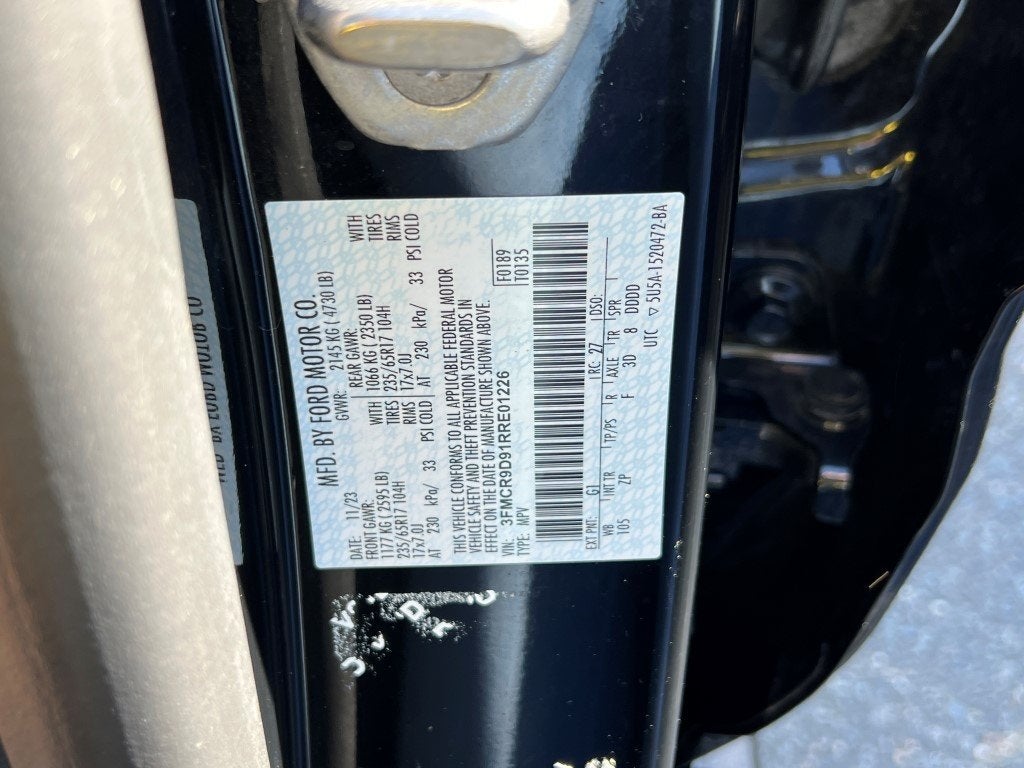 MFD. BY FORD MOTOR CO.
DATE: 11/23 GVWR: 2145 KG ( 4730 LB)
FRONT GAWR: REAR GAWR:
1177 KG ( 2595 LB) WITH 1066 KG ( 2350 LB) WITH
235/65R17 104H TIRES 235/65R17 104H TIRES
17x7.0J RIMS 17x7.0J RIMS
AT 230 kPa/ 33 PSI COLD AT 230 kPa/ 33 PSI COLD
THIS VEHICLE CONFORMS TO ALL APPLICABLE FEDERAL MOTOR
VEHICLE SAFETY AND THEFT PREVENTION STANDARDS IN
EFFECT ON THE DATE OF MANUFACTURE SHOWN ABOVE.
VIN: 3FMCR9D91RRE01226
TYPE: MPV
F0189
T0135
EXT PNT: G1 RC: 27 DSO:
WB INT TR TP/PS R AXLE TR SPR
105 ZP F 3D 8 DDDD
UTC ▽ 5U5A-1520472-BA